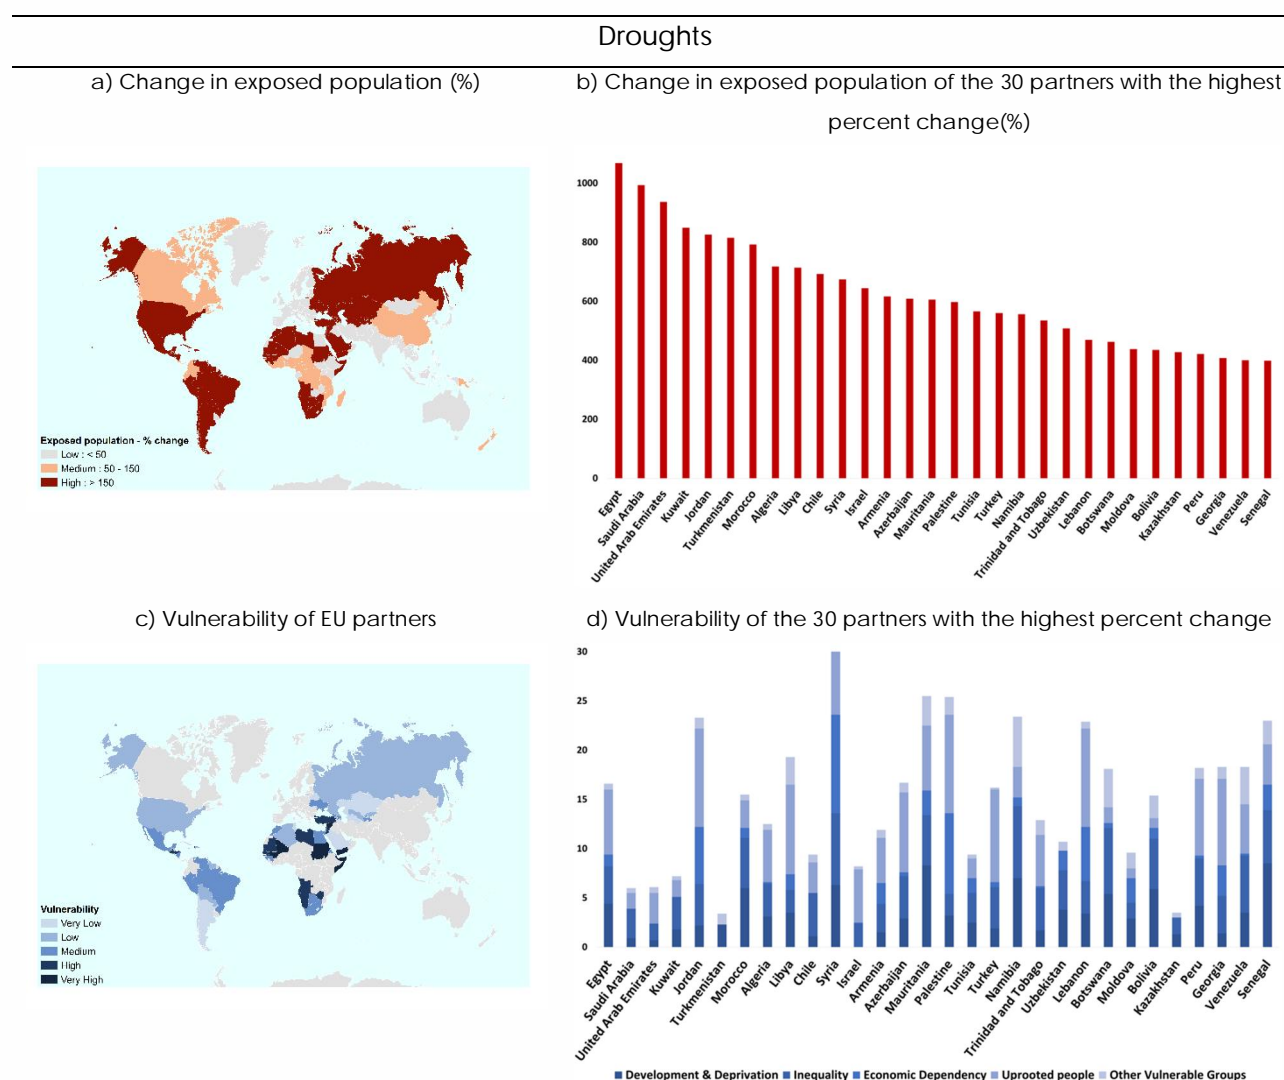 Droughts
a) Change in exposed population (%)
b) Change in exposed population of the 30 partners with the highest
percent change(%)
Exposed population - % change
Low : < 50
Medium : 50 - 150
High : > 150
1000
800
600
400
200
0
Egypt
Saudi Arabia
United Arab Emirates
Kuwait
Jordan
Turkmenistan
Morocco
Algeria
Libya
Chile
Syria
Israel
Armenia
Azerbaijan
Mauritania
Palestine
Tunisia
Turkey
Namibia
Trinidad and Tobago
Uzbekistan
Lebanon
Botswana
Moldova
Bolivia
Kazakhstan
Peru
Georgia
Venezuela
Senegal
c) Vulnerability of EU partners
d) Vulnerability of the 30 partners with the highest percent change
Vulnerability
Very Low
Low
Medium
High
Very High
30
25
20
15
10
5
0
Egypt
Saudi Arabia
United Arab Emirates
Kuwait
Jordan
Turkmenistan
Morocco
Algeria
Libya
Chile
Syria
Israel
Armenia
Azerbaijan
Mauritania
Palestine
Tunisia
Turkey
Namibia
Trinidad and Tobago
Uzbekistan
Lebanon
Botswana
Moldova
Bolivia
Kazakhstan
Peru
Georgia
Venezuela
Senegal
Development & Deprivation Inequality Economic Dependency Uprooted people Other Vulnerable Groups